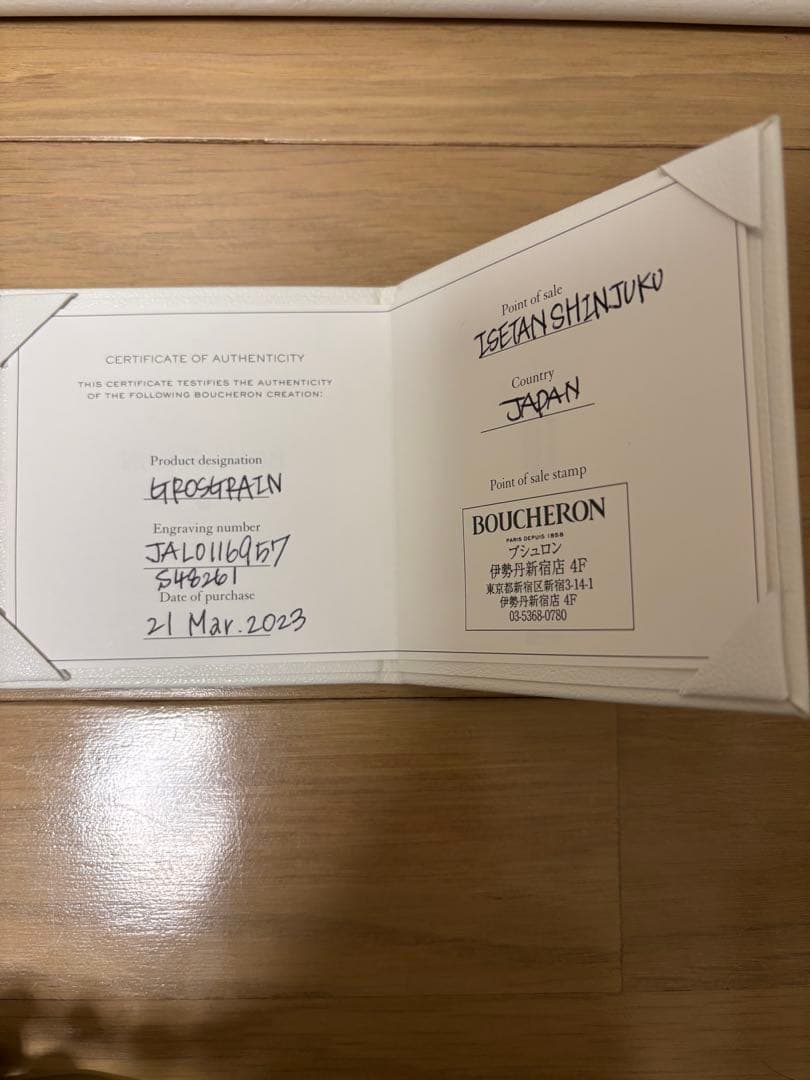 CERTIFICATE OF AUTHENTICITY
THIS CERTIFICATE TESTIFIES THE AUTHENTICITY
OF THE FOLLOWING BOUCHERON CREATION:
Product designation
GROSGRAIN
Engraving number
JAL0116957
S48261
Date of purchase
21 Mar. 2023
Point of sale
ISETAN SHINJUKU
Country
JAPAN
Point of sale stamp
BOUCHERON
PARIS DEPUIS 1858
ブシュロン
伊勢丹新宿店 4F
東京都新宿区新宿3-14-1
伊勢丹新宿店 4F
03-5368-0780